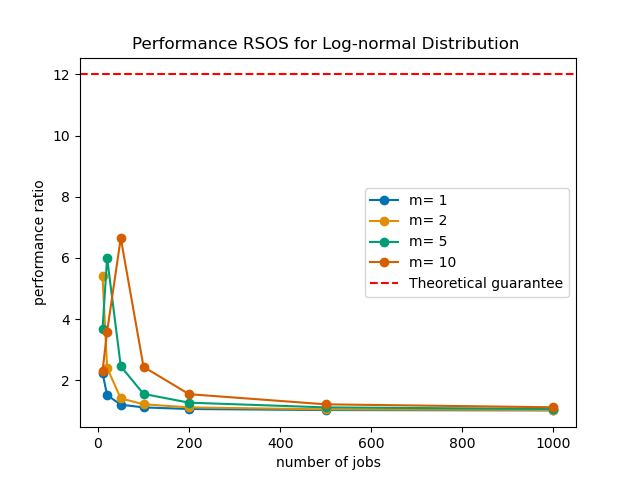 Performance RSOS for Log-normal Distribution
performance ratio
12
10
8
6
4
2
m= 1
m= 2
m= 5
m= 10
Theoretical guarantee
0
200
400
600
800
1000
number of jobs